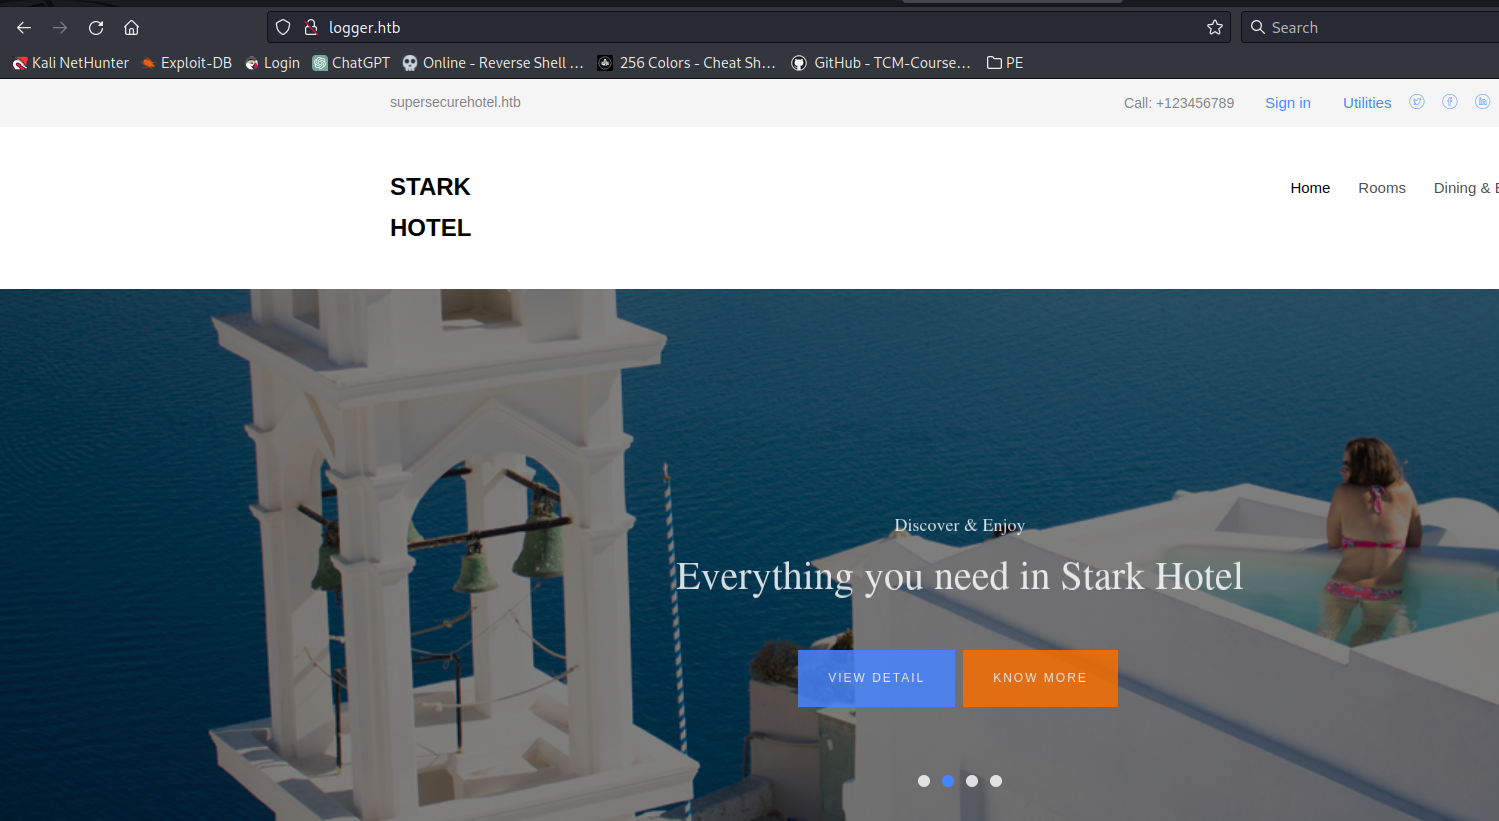 logger.htb
Search
Kali NetHunter Exploit-DB Login ChatGPT Online - Reverse Shell ... 256 Colors - Cheat Sh... GitHub - TCM-Course... PE
supersecurehotel.htb Call: +123456789 Sign in Utilities
STARK
HOTEL
Home Rooms Dining &
Discover & Enjoy
Everything you need in Stark Hotel
VIEW DETAIL KNOW MORE